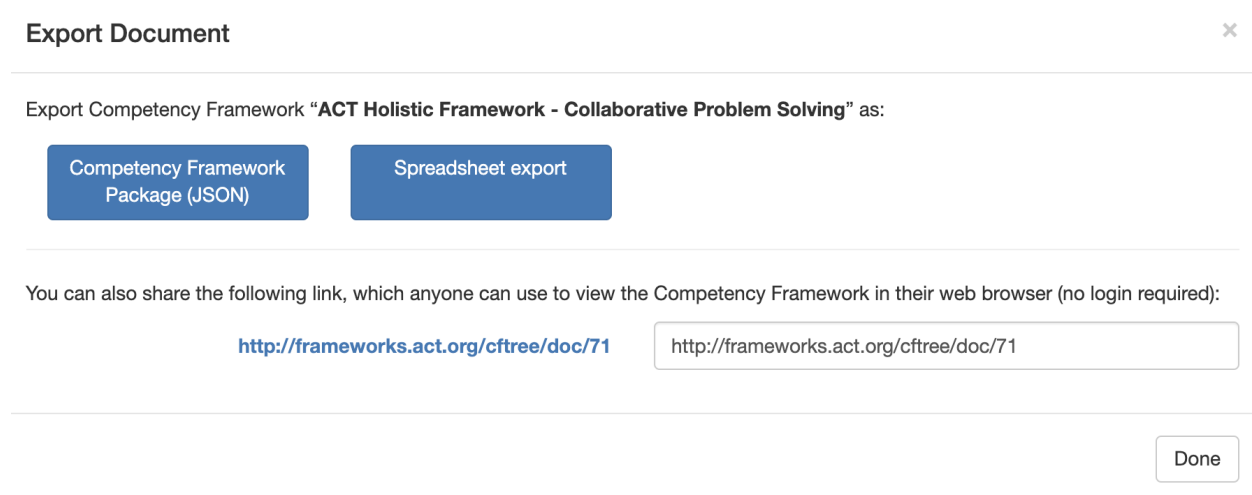 Export Document
×
Export Competency Framework “ACT Holistic Framework - Collaborative Problem Solving” as:
Competency Framework
Package (JSON)
Spreadsheet export
You can also share the following link, which anyone can use to view the Competency Framework in their web browser (no login required):
http://frameworks.act.org/cftree/doc/71
http://frameworks.act.org/cftree/doc/71
Done